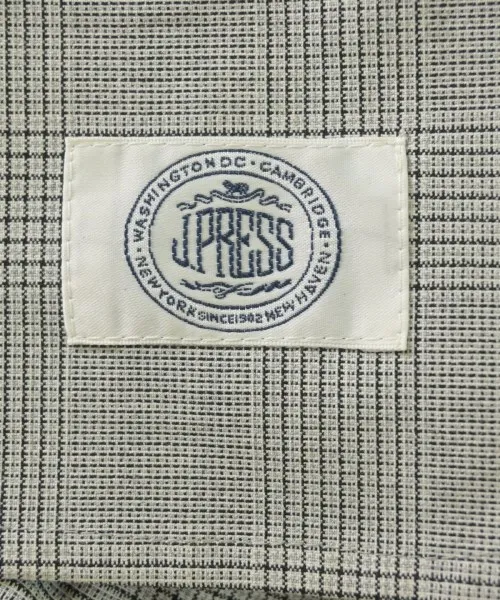 WASHINGTON DC · CAMBRIDGE ·
J.PRESS
· NEW YORK SINCE 1902 NEW HAVEN